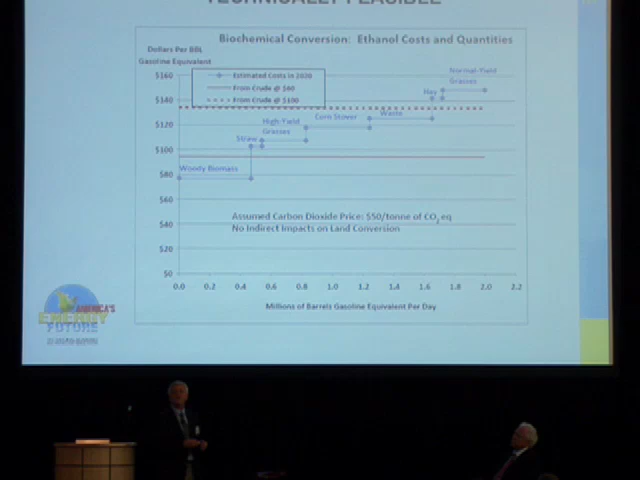 TECHNICALLY FEASIBLE
Biochemical Conversion: Ethanol Costs and Quantities
Dollars Per BBL
Gasoline Equivalent
$160
$140
$120
$100
$80
$60
$40
$20
$0
Estimated Costs in 2020
From Crude @ $60
From Crude @ $100
Normal-Yield
Grasses
Hay
Waste
Corn Stover
High-Yield
Grasses
Straw
Woody Biomass
Assumed Carbon Dioxide Price: $50/tonne of CO2 eq
No Indirect Impacts on Land Conversion
0.0 0.2 0.4 0.6 0.8 1.0 1.2 1.4 1.6 1.8 2.0 2.2
Millions of Barrels Gasoline Equivalent Per Day
AMERICA'S
ENERGY
FUTURE